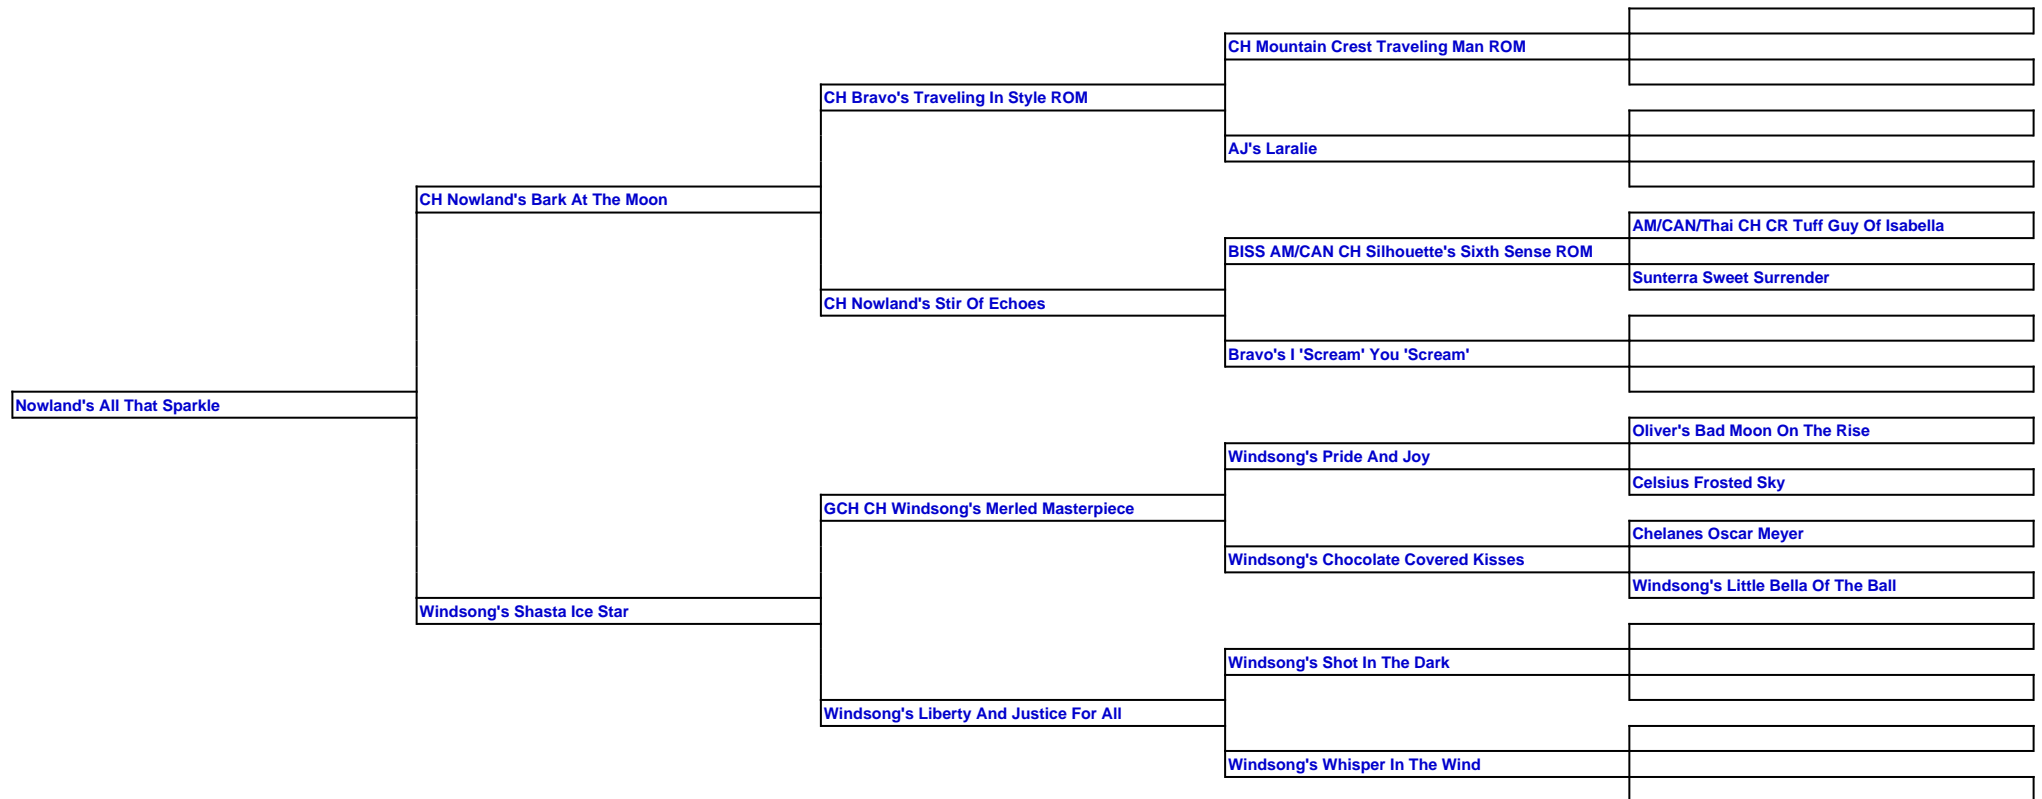 CH Mountain Crest Traveling Man ROM
CH Bravo's Traveling In Style ROM
AJ's Laralie
CH Nowland's Bark At The Moon
AM/CAN/Thai CH CR Tuff Guy Of Isabella
BISS AM/CAN CH Silhouette's Sixth Sense ROM
Sunterra Sweet Surrender
CH Nowland's Stir Of Echoes
Bravo's I 'Scream' You 'Scream'
Nowland's All That Sparkle
Oliver's Bad Moon On The Rise
Windsong's Pride And Joy
Celsius Frosted Sky
GCH CH Windsong's Merled Masterpiece
Chelanes Oscar Meyer
Windsong's Chocolate Covered Kisses
Windsong's Little Bella Of The Ball
Windsong's Shasta Ice Star
Windsong's Shot In The Dark
Windsong's Liberty And Justice For All
Windsong's Whisper In The Wind